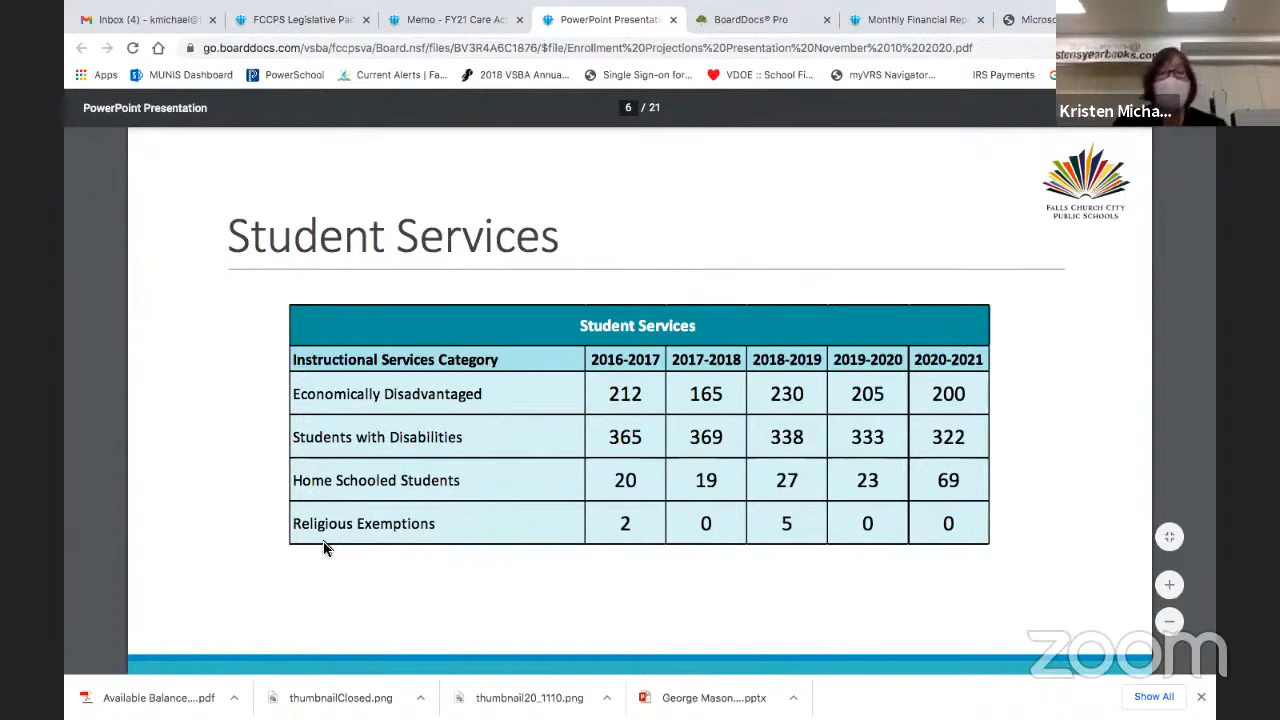 Inbox (4) - kmichael@f
FCCPS Legislative Pac
Memo - FY21 Care Ac
PowerPoint Presentati
BoardDocs® Pro
Monthly Financial Rep
Microso
go.boarddocs.com/vsba/fccpsva/Board.nsf/files/BV3R4A6C1876/$file/Enrollment%20Projections%20Presentation%20November%2010%202020.pdf
Apps
MUNIS Dashboard
PowerSchool
Current Alerts | Fa...
2018 VSBA Annua...
Single Sign-on for...
VDOE :: School Fi...
myVRS Navigator...
IRS Payments
stensyearbooks.co
Kristen Micha...
PowerPoint Presentation
6 / 21
FALLS CHURCH CITY
PUBLIC SCHOOLS
Student Services
Student Services
Instructional Services Category 2016-2017 2017-2018 2018-2019 2019-2020 2020-2021
Economically Disadvantaged 212 165 230 205 200
Students with Disabilities 365 369 338 333 322
Home Schooled Students 20 19 27 23 69
Religious Exemptions 2 0 5 0 0
zoom
Available Balance....pdf
thumbnailClosed.png
thumbnail20_1110.png
George Mason....pptx
Show All